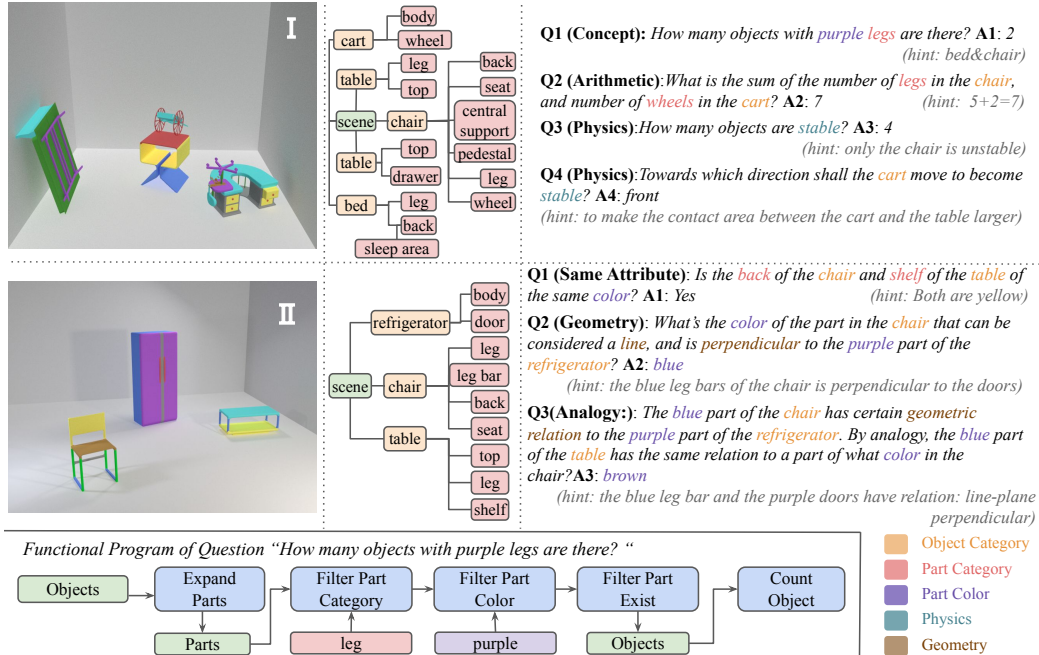 I
body
cart
wheel
leg
table
top
back
seat
scene
chair
central
support
top
table
pedestal
drawer
leg
leg
bed
wheel
back
sleep area
Q1 (Concept): How many objects with purple legs are there? A1: 2
(hint: bed&chair)
Q2 (Arithmetic):What is the sum of the number of legs in the chair,
and number of wheels in the cart? A2: 7
(hint: 5+2=7)
Q3 (Physics):How many objects are stable? A3: 4
(hint: only the chair is unstable)
Q4 (Physics):Towards which direction shall the cart move to become
stable? A4: front
(hint: to make the contact area between the cart and the table larger)
II
body
refrigerator
door
leg
leg bar
scene
chair
back
seat
table
top
leg
shelf
Q1 (Same Attribute): Is the back of the chair and shelf of the table of
the same color? A1: Yes
(hint: Both are yellow)
Q2 (Geometry): What's the color of the part in the chair that can be
considered a line, and is perpendicular to the purple part of the
refrigerator? A2: blue
(hint: the blue leg bars of the chair is perpendicular to the doors)
Q3(Analogy:): The blue part of the chair has certain geometric
relation to the purple part of the refrigerator. By analogy, the blue part
of the table has the same relation to a part of what color in the
chair?A3: brown
(hint: the blue leg bar and the purple doors have relation: line-plane
perpendicular)
Functional Program of Question “How many objects with purple legs are there? “
Objects
Expand
Parts
Filter Part
Category
Filter Part
Color
Filter Part
Exist
Count
Object
Parts
leg
purple
Objects
Object Category
Part Category
Part Color
Physics
Geometry